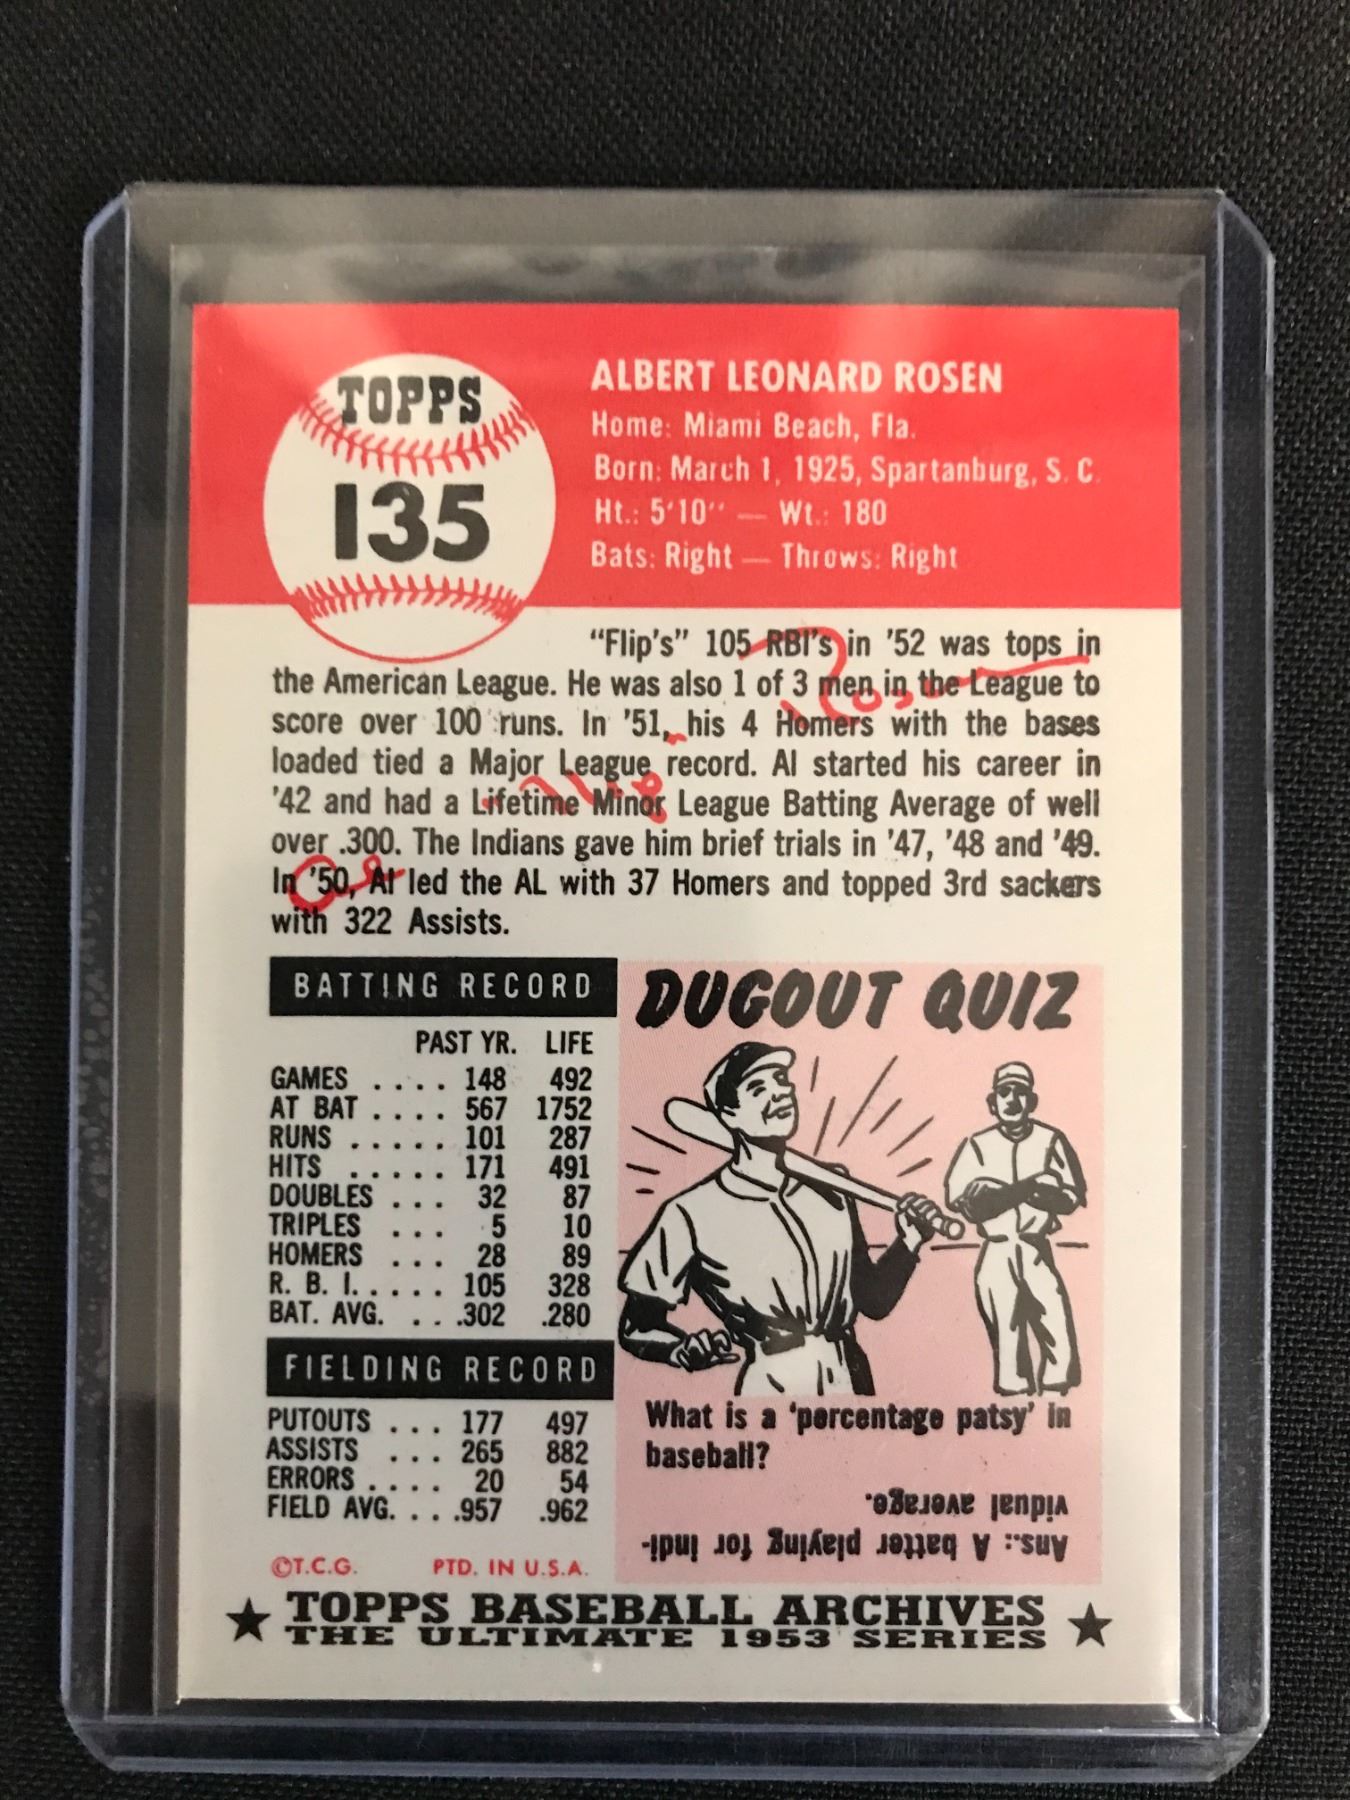 TOPPS
135
ALBERT LEONARD ROSEN
Home: Miami Beach, Fla.
Born: March 1, 1925, Spartanburg, S. C.
Ht.: 5'10" — Wt.: 180
Bats: Right — Throws: Right
"Flip's" 105 RBI's in '52 was tops in
the American League. He was also 1 of 3 men in the League to
score over 100 runs. In '51, his 4 Homers with the bases
loaded tied a Major League record. Al started his career in
'42 and had a Lifetime Minor League Batting Average of well
over .300. The Indians gave him brief trials in '47, '48 and '49.
In '50, Al led the AL with 37 Homers and topped 3rd sackers
with 322 Assists.
BATTING RECORD
PAST YR. LIFE
GAMES .... 148 492
AT BAT .... 567 1752
RUNS ..... 101 287
HITS ..... 171 491
DOUBLES ... 32 87
TRIPLES ... 5 10
HOMERS ... 28 89
R. B. I. .... 105 328
BAT. AVG. . . .302 .280
FIELDING RECORD
PUTOUTS ... 177 497
ASSISTS ... 265 882
ERRORS .... 20 54
FIELD AVG. . . .957 .962
©T.C.G. PTD. IN U.S.A.
DUGOUT QUIZ
What is a 'percentage patsy' in
baseball?
Ans.: A batter playing for indi-
vidual average.
★ TOPPS BASEBALL ARCHIVES ★
THE ULTIMATE 1953 SERIES